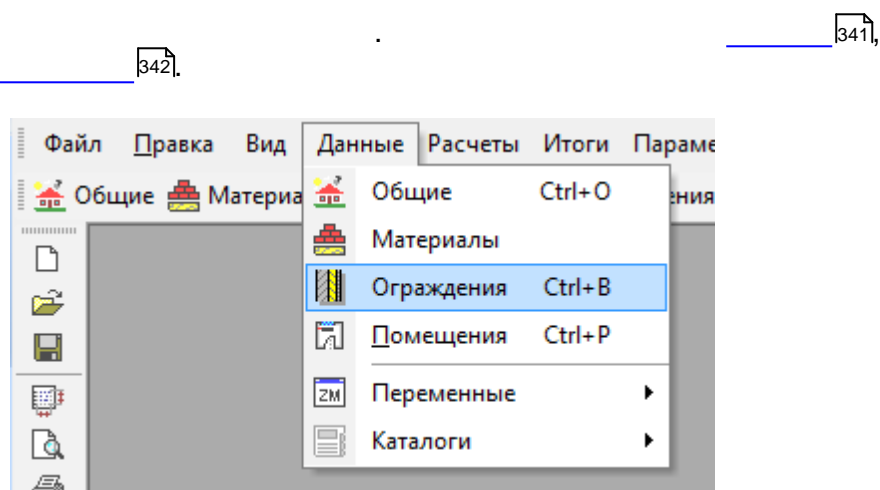 . 341,
342.
Файл Правка Вид Данные Расчеты Итоги Параме
Общие Материа ения
Общие Ctrl+O
Материалы
Ограждения Ctrl+B
Помещения Ctrl+P
ZM Переменные
Каталоги